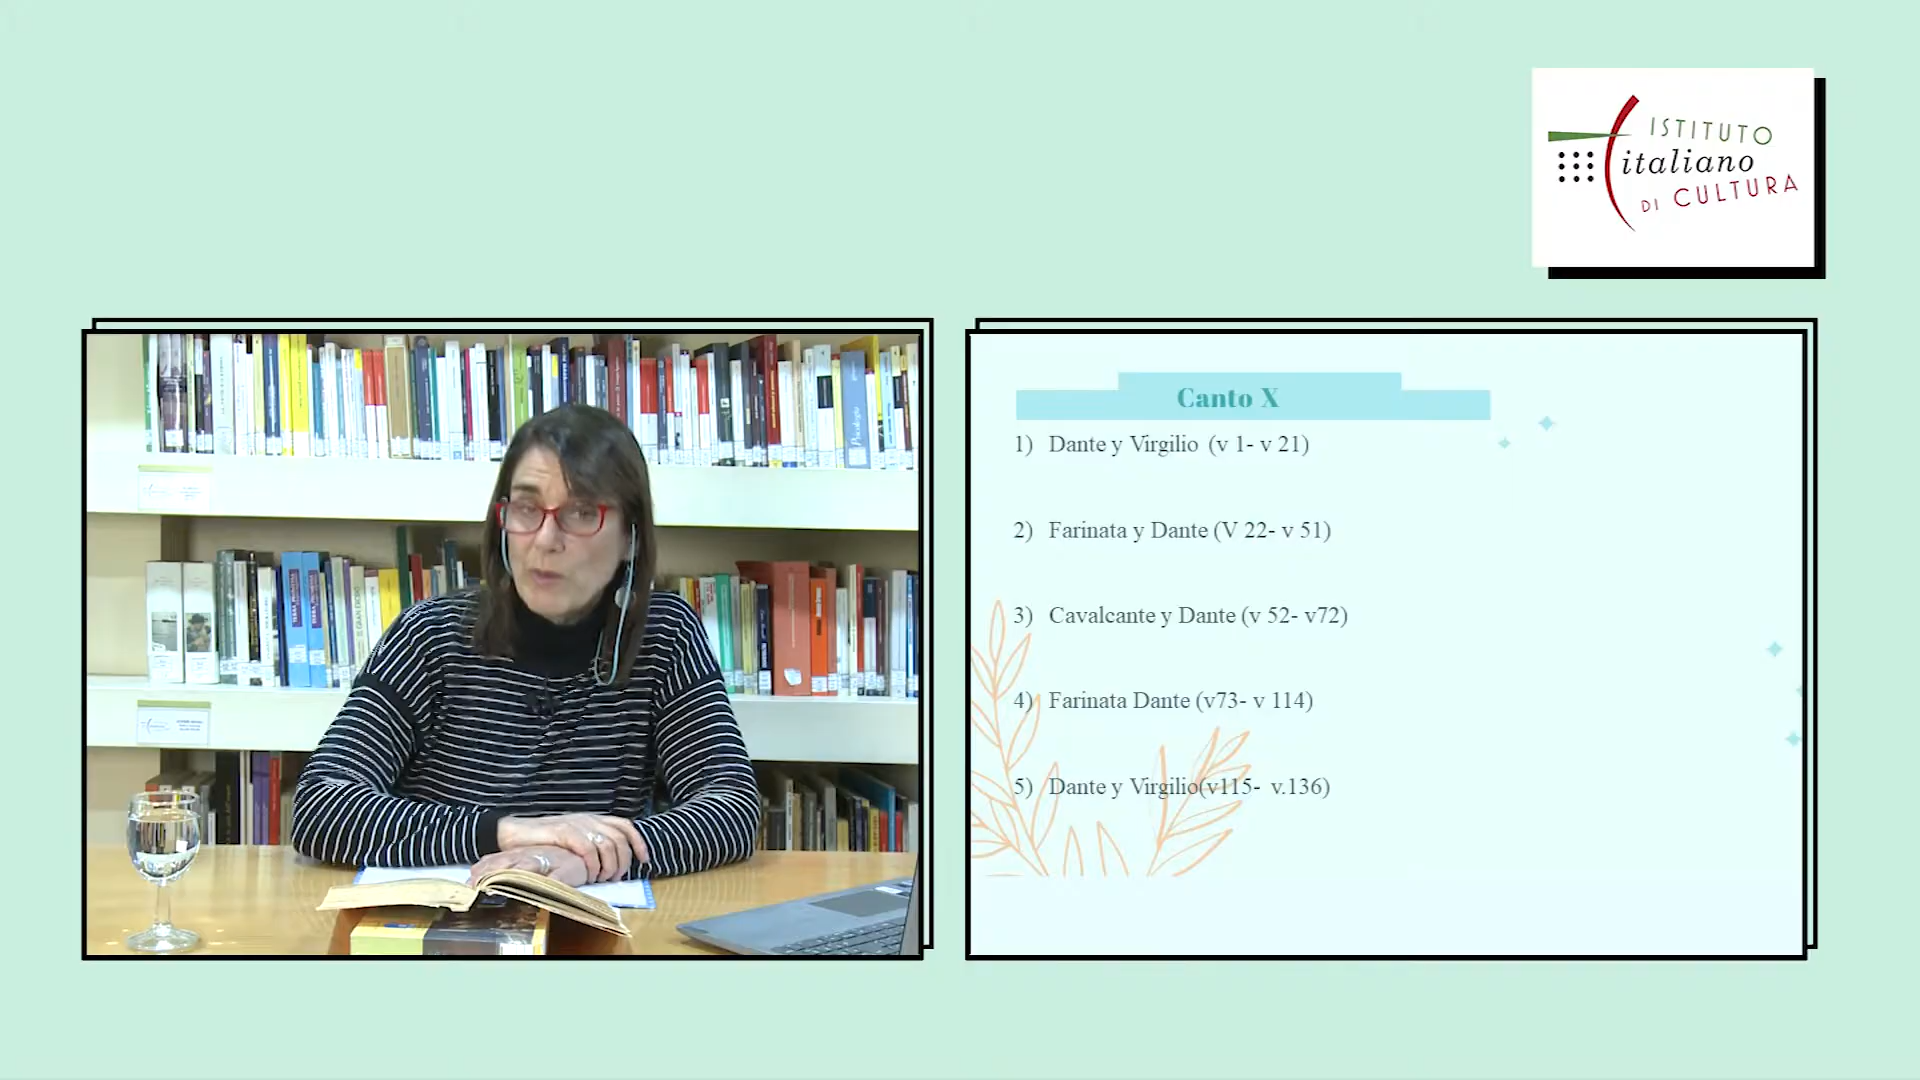 ISTITUTO
italiano
DI CULTURA
Canto X
1) Dante y Virgilio (v 1- v 21)
2) Farinata y Dante (V 22- v 51)
3) Cavalcante y Dante (v 52- v72)
4) Farinata Dante (v73- v 114)
5) Dante y Virgilio(v115- v.136)